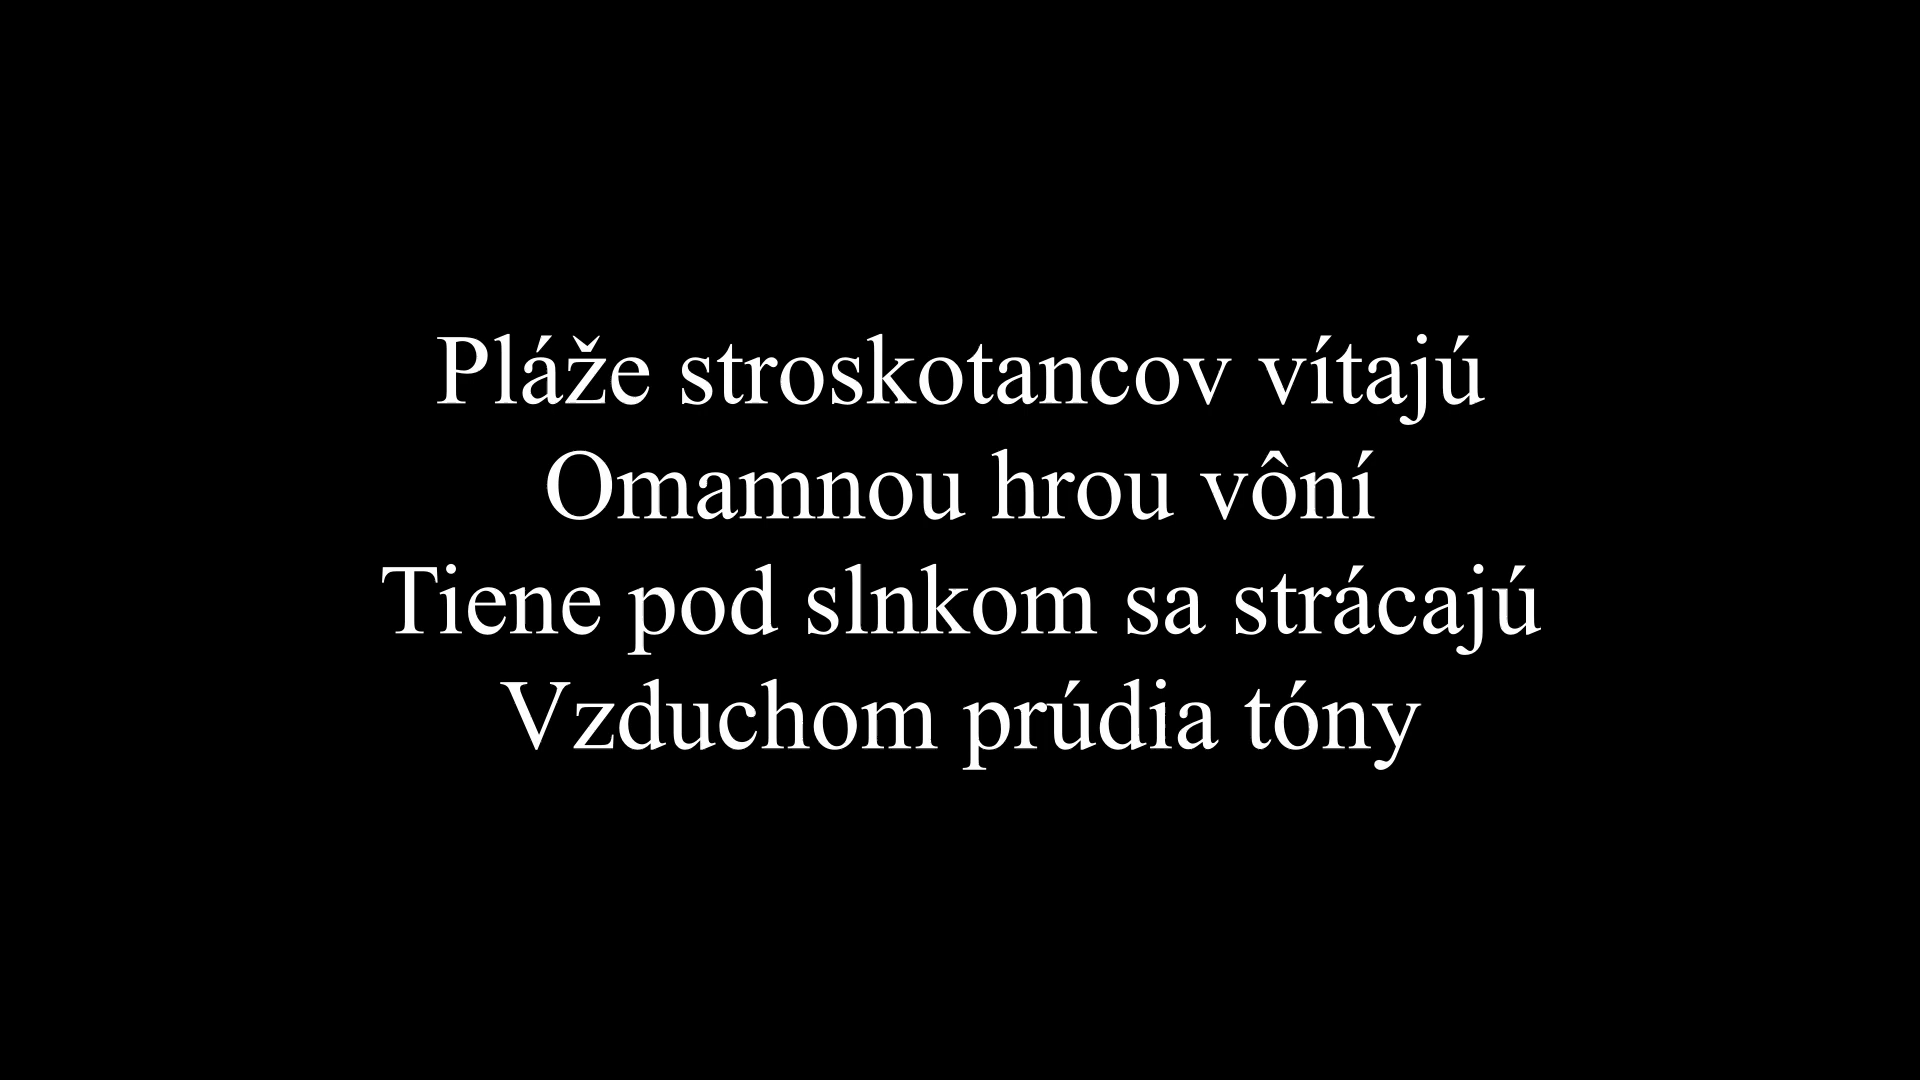 Pláže stroskotancov vítajú
Omamnou hrou vôní
Tiene pod slnkom sa strácajú
Vzduchom prúdia tóny